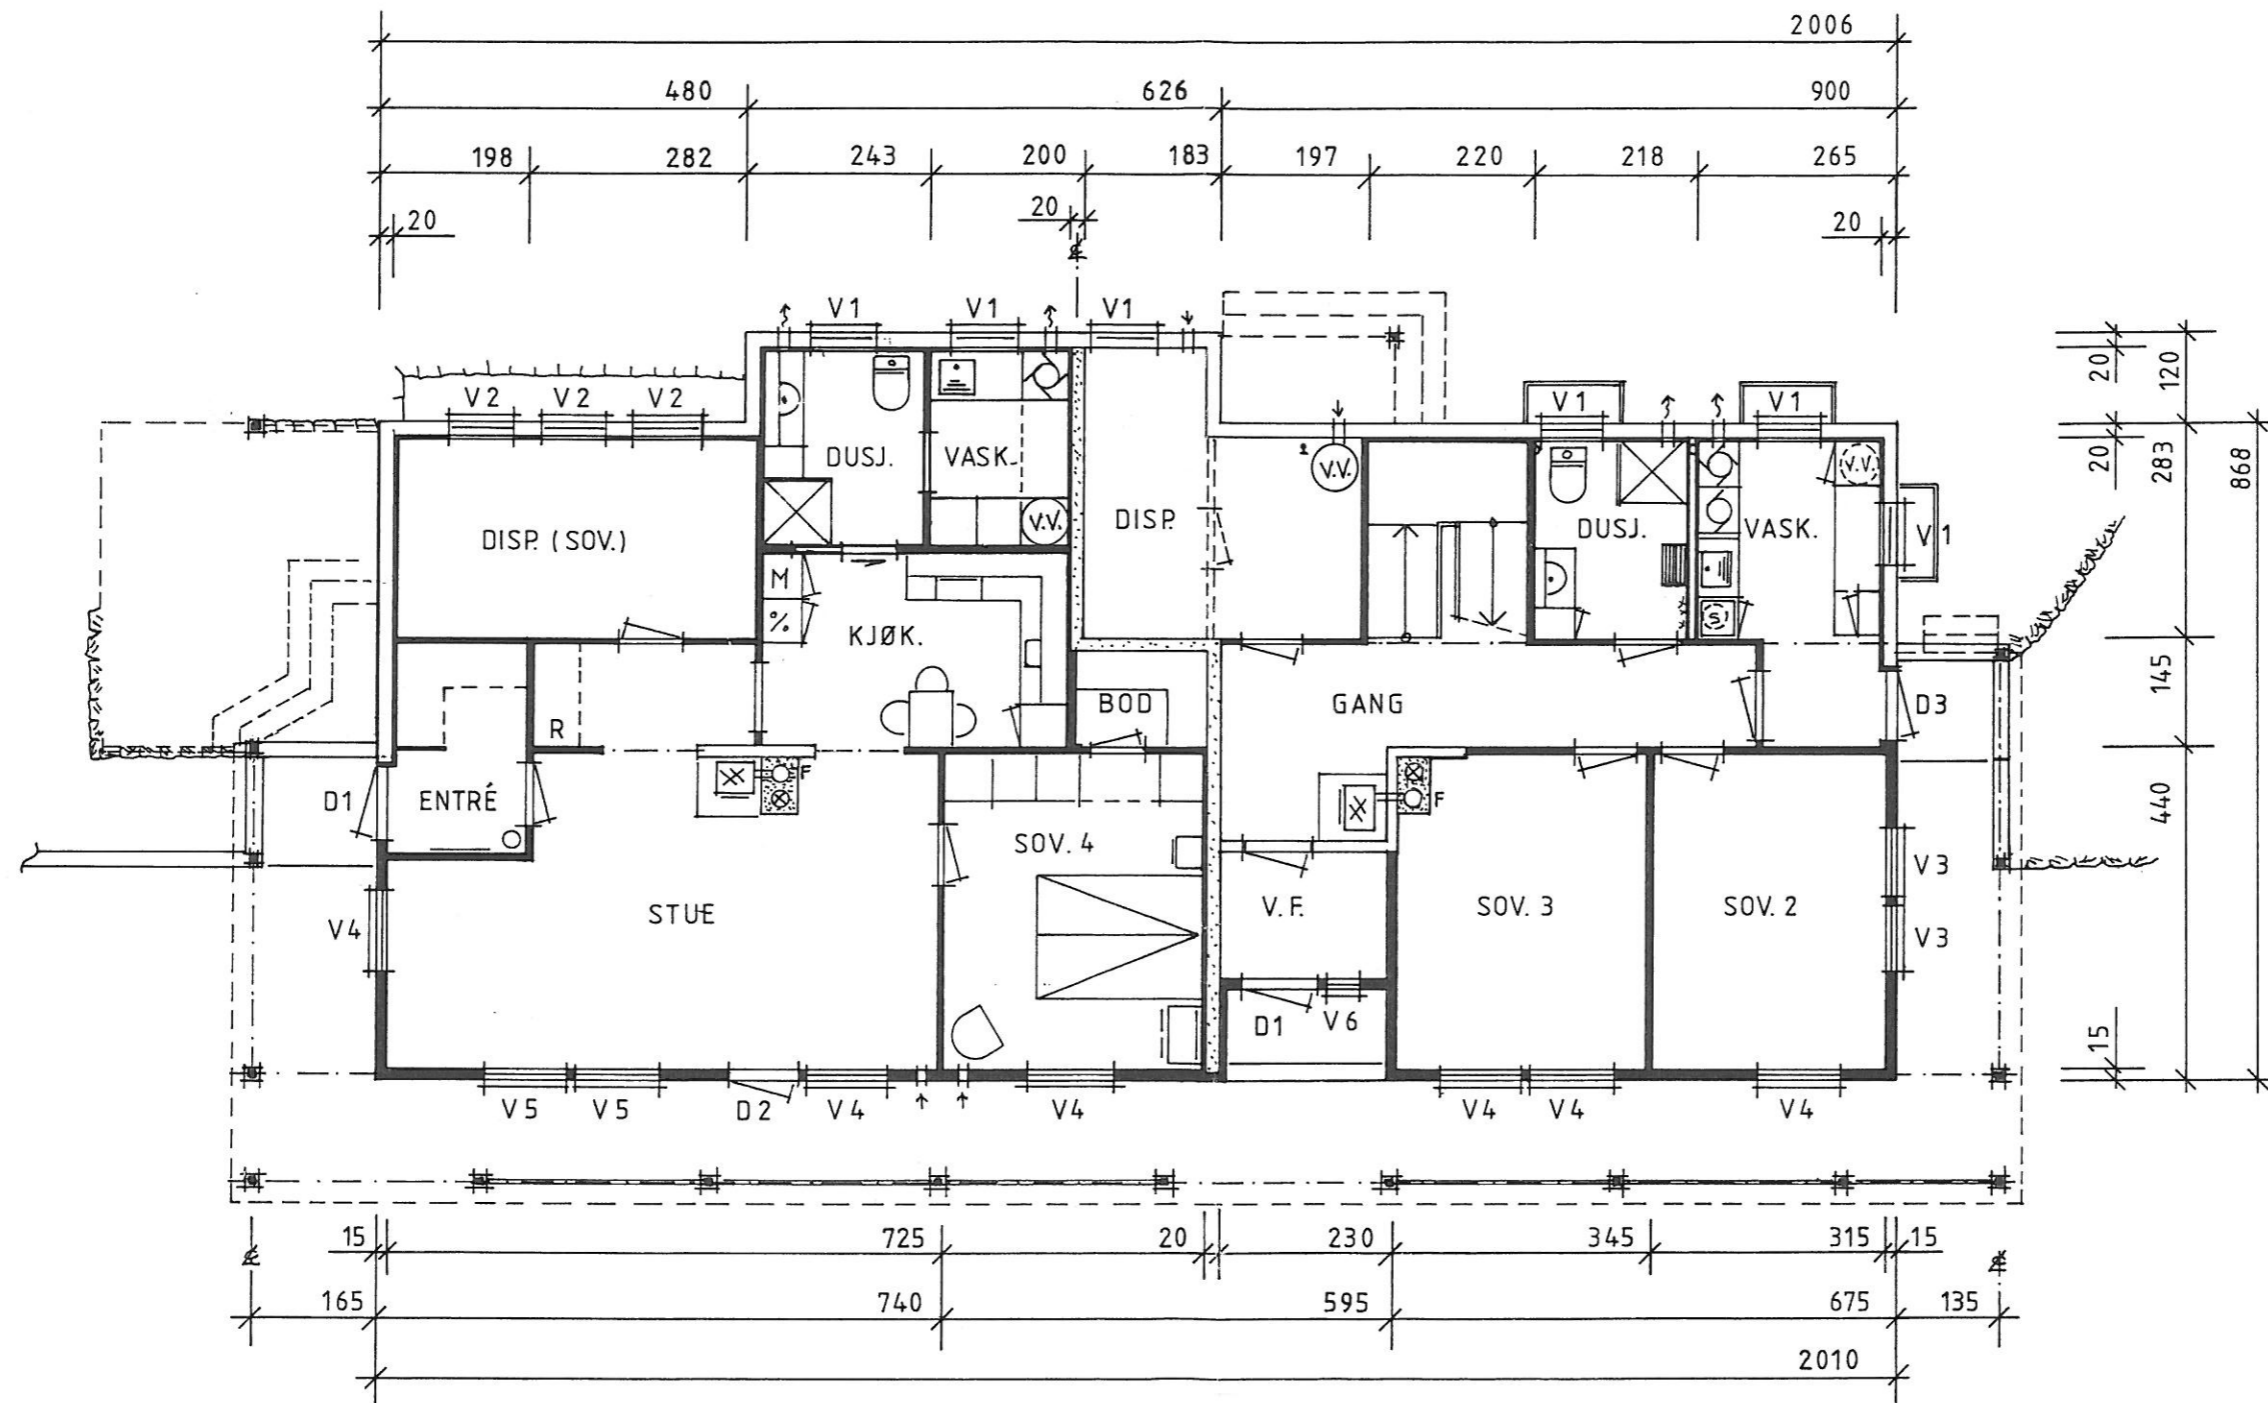 2006
480 626 900
198 282 243 200 183 197 220 218 265
20 20 20
V1 V1 V1
V2 V2 V2 V1 V1
20 120
20 283 868
DUSJ. VASK. V.V. V.V.
DISP. (SOV.) V.V. DISP. DUSJ. VASK. V1
M
% KJØK. S
R BOD GANG D3 145
F F
D1 ENTRÉ 440
SOV. 4
V3
V4 STUE V.F. SOV. 3 SOV. 2
V3
D1 V6 15
V5 V5 D2 V4 V4 V4 V4 V4
15 725 20 230 345 315 15
165 740 595 675 135
2010